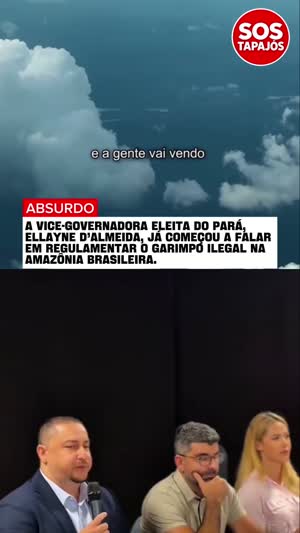 SOS
TAPAJÓS
e a gente vai vendo
ABSURDO
A VICE-GOVERNADORA ELEITA DO PARÁ,
ELLAYNE D'ALMEIDA, JÁ COMEÇOU A FALAR
EM REGULAMENTAR O GARIMPO ILEGAL NA
AMAZÔNIA BRASILEIRA.